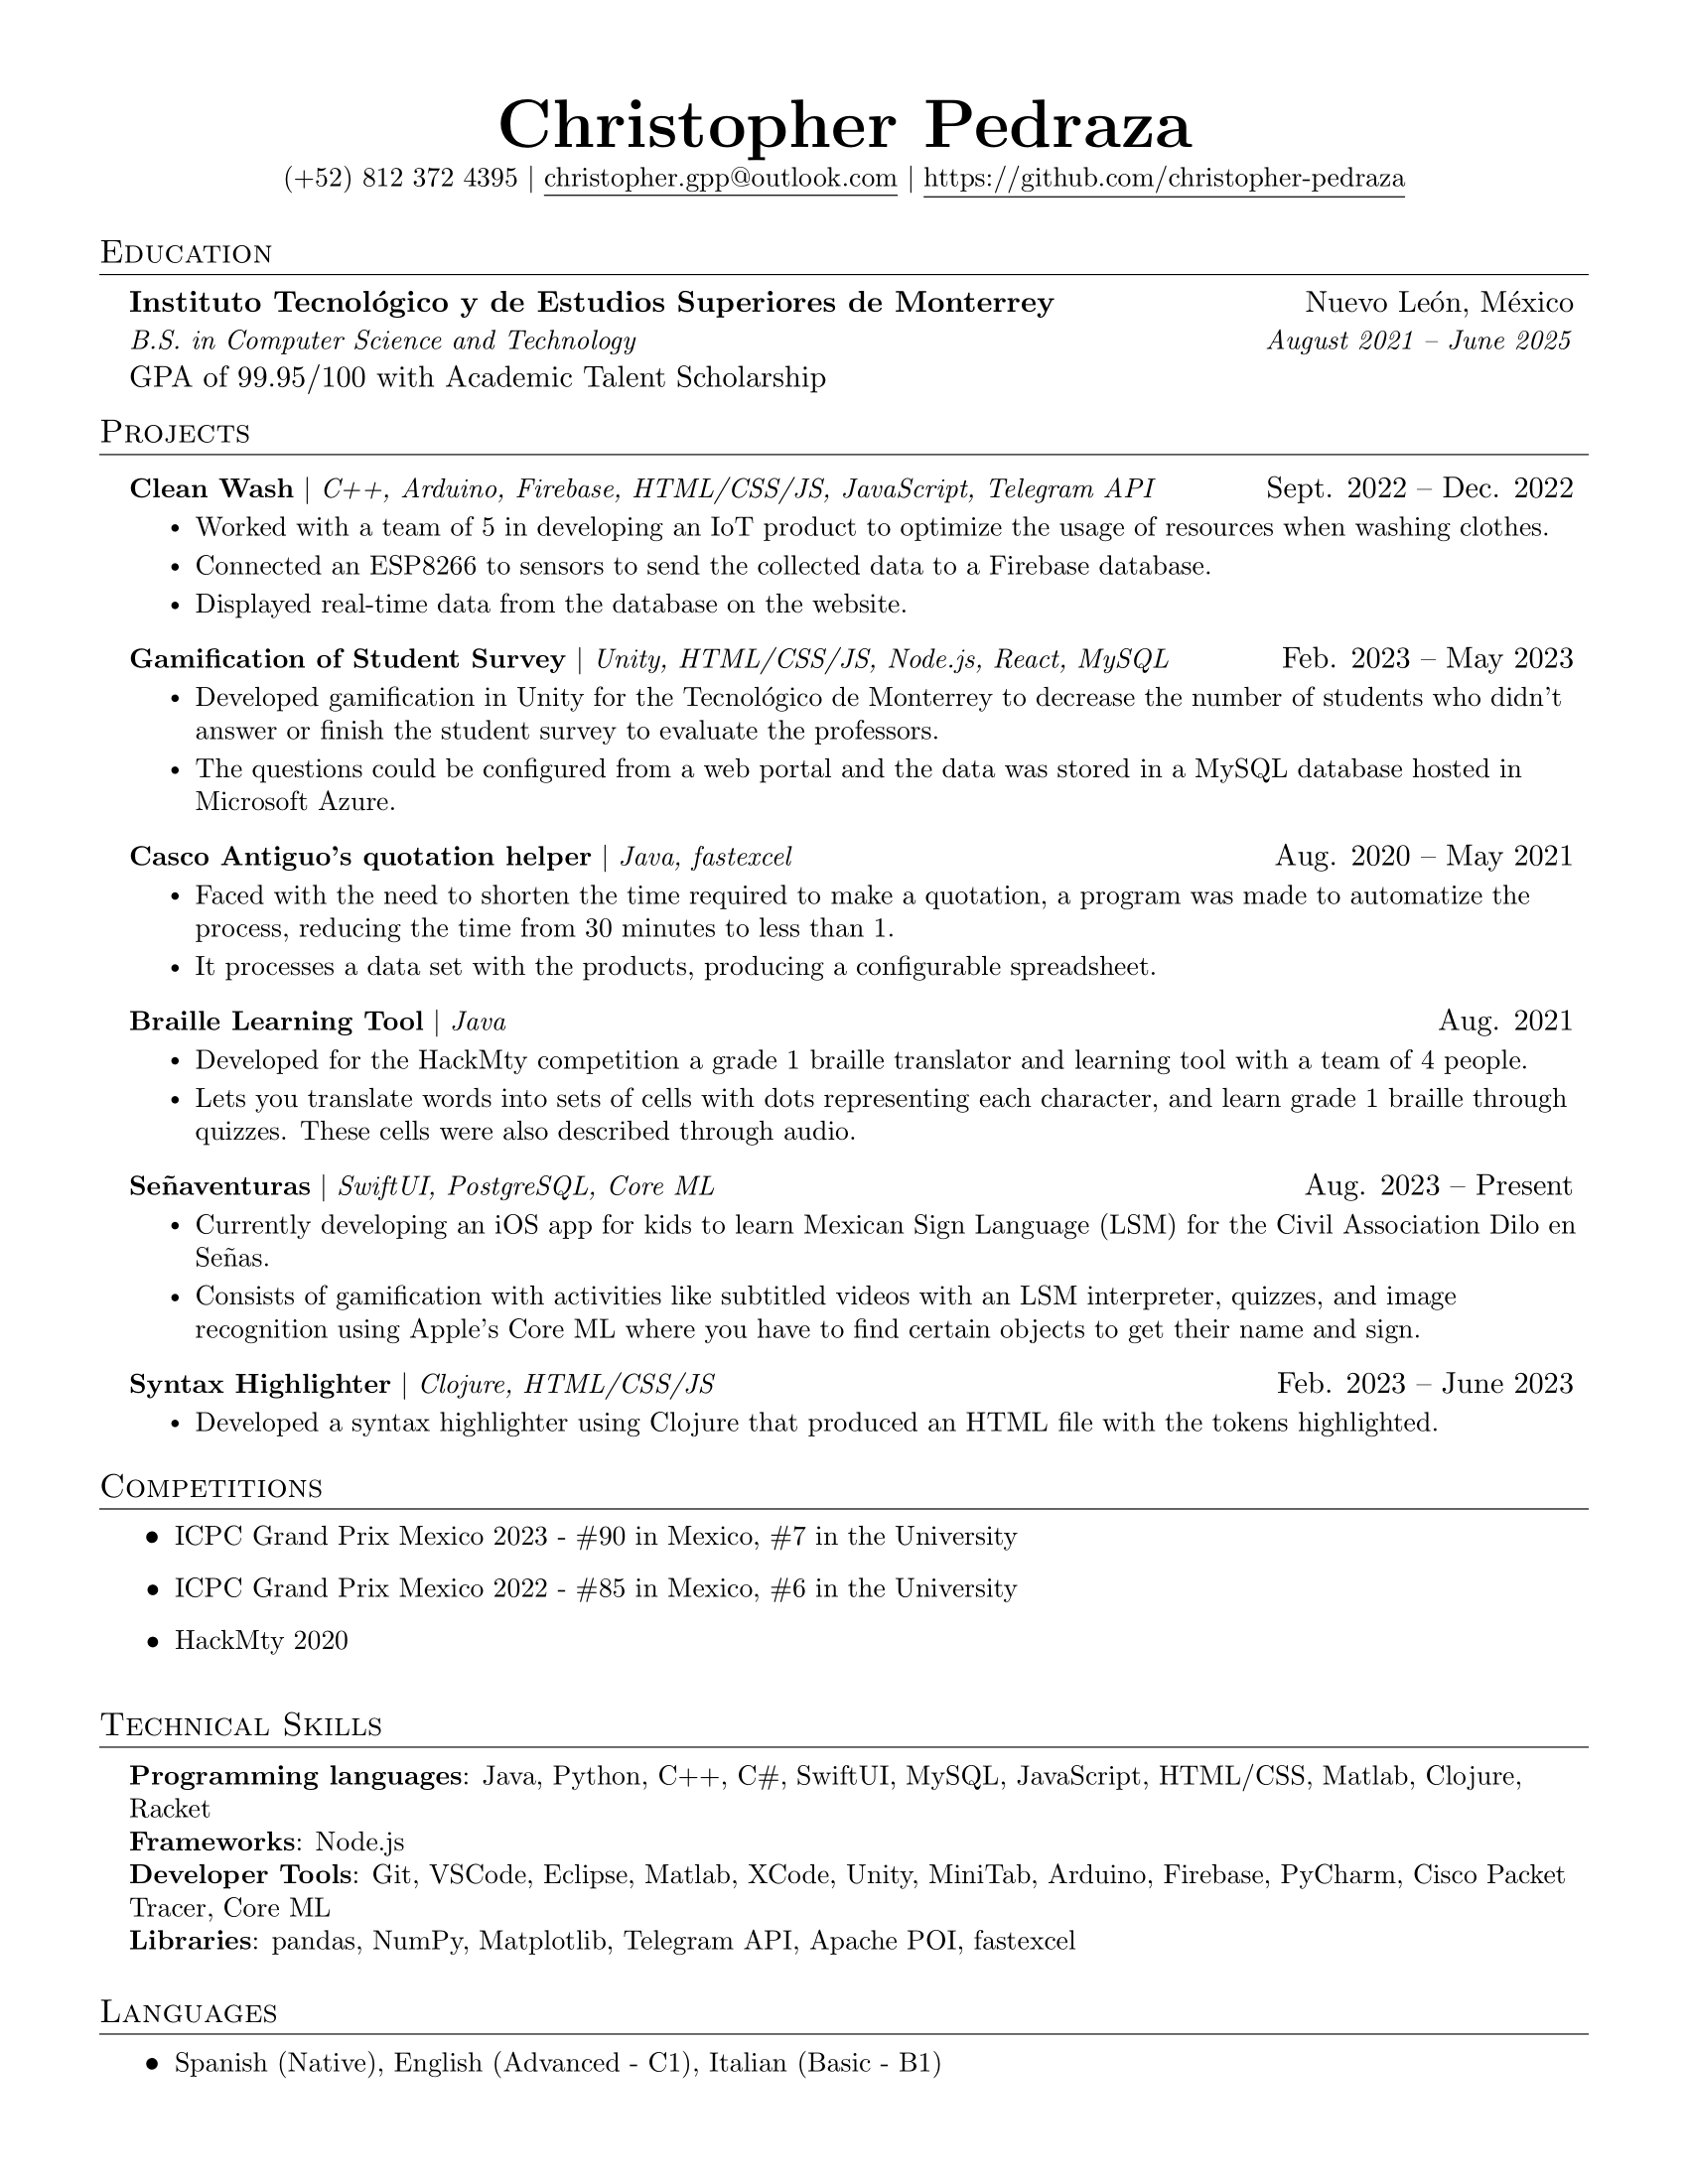 Christopher Pedraza
(+52) 812 372 4395 | christopher.gpp@outlook.com | https://github.com/christopher-pedraza
Education
Instituto Tecnológico y de Estudios Superiores de Monterrey Nuevo León, México
B.S. in Computer Science and Technology August 2021 – June 2025
GPA of 99.95/100 with Academic Talent Scholarship
Projects
Clean Wash | C++, Arduino, Firebase, HTML/CSS/JS, JavaScript, Telegram API Sept. 2022 – Dec. 2022
• Worked with a team of 5 in developing an IoT product to optimize the usage of resources when washing clothes.
• Connected an ESP8266 to sensors to send the collected data to a Firebase database.
• Displayed real-time data from the database on the website.
Gamification of Student Survey | Unity, HTML/CSS/JS, Node.js, React, MySQL Feb. 2023 – May 2023
• Developed gamification in Unity for the Tecnológico de Monterrey to decrease the number of students who didn't
answer or finish the student survey to evaluate the professors.
• The questions could be configured from a web portal and the data was stored in a MySQL database hosted in
Microsoft Azure.
Casco Antiguo's quotation helper | Java, fastexcel Aug. 2020 – May 2021
• Faced with the need to shorten the time required to make a quotation, a program was made to automatize the
process, reducing the time from 30 minutes to less than 1.
• It processes a data set with the products, producing a configurable spreadsheet.
Braille Learning Tool | Java Aug. 2021
• Developed for the HackMty competition a grade 1 braille translator and learning tool with a team of 4 people.
• Lets you translate words into sets of cells with dots representing each character, and learn grade 1 braille through
quizzes. These cells were also described through audio.
Señaventuras | SwiftUI, PostgreSQL, Core ML Aug. 2023 – Present
• Currently developing an iOS app for kids to learn Mexican Sign Language (LSM) for the Civil Association Dilo en
Señas.
• Consists of gamification with activities like subtitled videos with an LSM interpreter, quizzes, and image
recognition using Apple's Core ML where you have to find certain objects to get their name and sign.
Syntax Highlighter | Clojure, HTML/CSS/JS Feb. 2023 – June 2023
• Developed a syntax highlighter using Clojure that produced an HTML file with the tokens highlighted.
Competitions
• ICPC Grand Prix Mexico 2023 - #90 in Mexico, #7 in the University
• ICPC Grand Prix Mexico 2022 - #85 in Mexico, #6 in the University
• HackMty 2020
Technical Skills
Programming languages: Java, Python, C++, C#, SwiftUI, MySQL, JavaScript, HTML/CSS, Matlab, Clojure,
Racket
Frameworks: Node.js
Developer Tools: Git, VSCode, Eclipse, Matlab, XCode, Unity, MiniTab, Arduino, Firebase, PyCharm, Cisco Packet
Tracer, Core ML
Libraries: pandas, NumPy, Matplotlib, Telegram API, Apache POI, fastexcel
Languages
• Spanish (Native), English (Advanced - C1), Italian (Basic - B1)